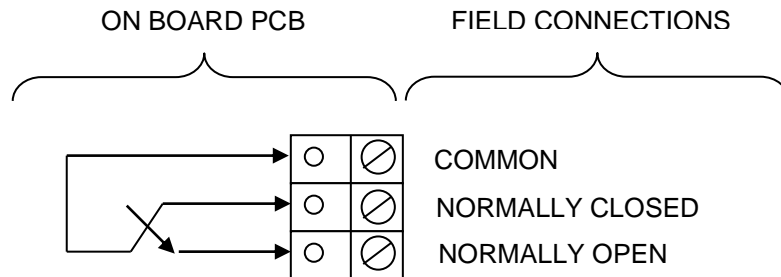 ON BOARD PCB FIELD CONNECTIONS
COMMON
NORMALLY CLOSED
NORMALLY OPEN